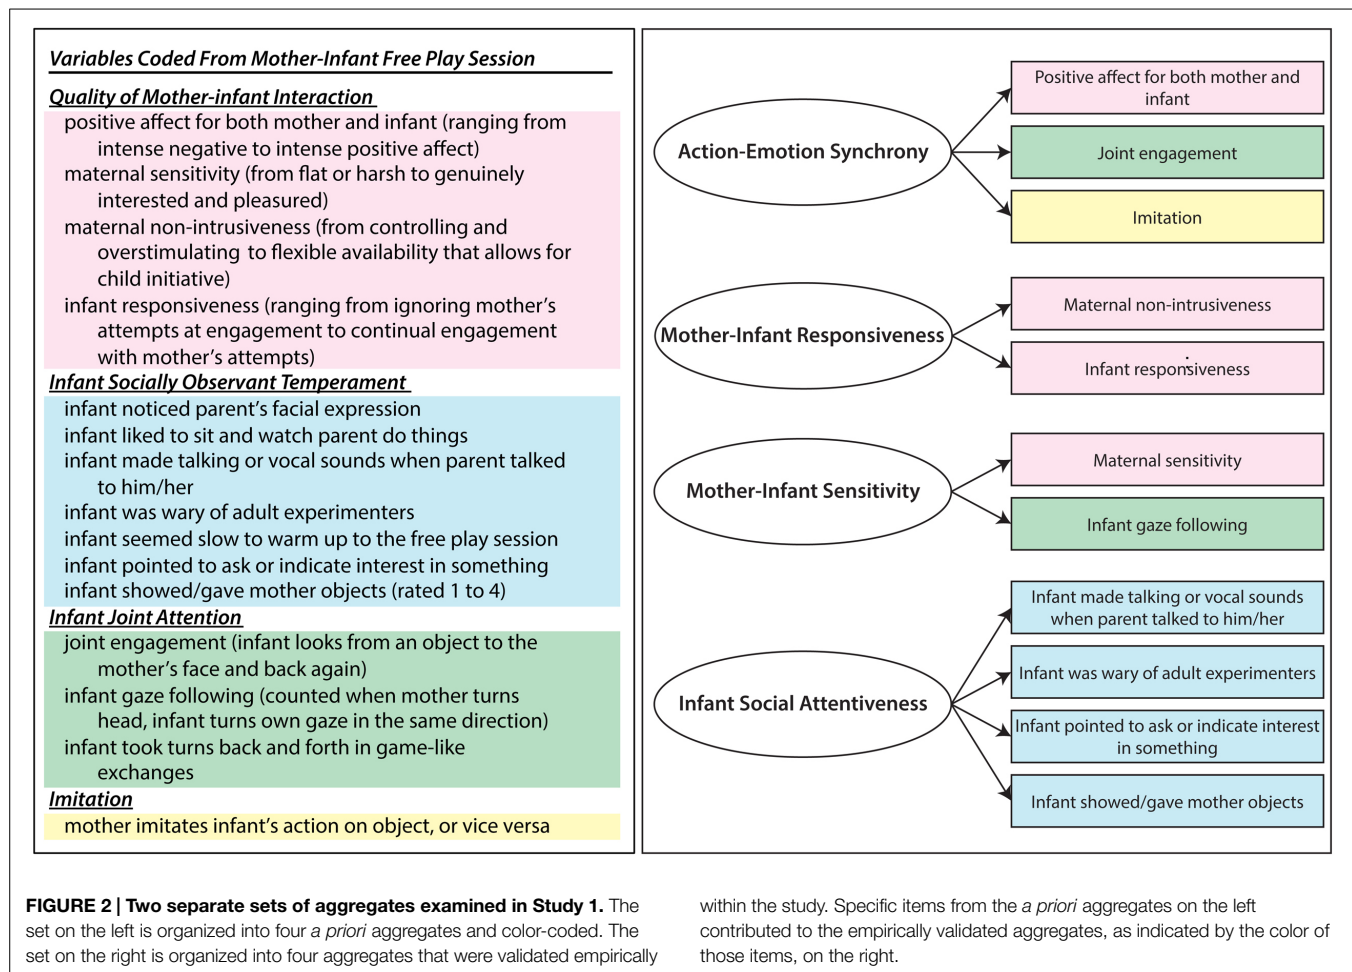 Variables Coded From Mother-Infant Free Play Session
Quality of Mother-infant Interaction
positive affect for both mother and infant (ranging from
intense negative to intense positive affect)
maternal sensitivity (from flat or harsh to genuinely
interested and pleasured)
maternal non-intrusiveness (from controlling and
overstimulating to flexible availability that allows for
child initiative)
infant responsiveness (ranging from ignoring mother's
attempts at engagement to continual engagement
with mother's attempts)
Infant Socially Observant Temperament
infant noticed parent's facial expression
infant liked to sit and watch parent do things
infant made talking or vocal sounds when parent talked
to him/her
infant was wary of adult experimenters
infant seemed slow to warm up to the free play session
infant pointed to ask or indicate interest in something
infant showed/gave mother objects (rated 1 to 4)
Infant Joint Attention
joint engagement (infant looks from an object to the
mother's face and back again)
infant gaze following (counted when mother turns
head, infant turns own gaze in the same direction)
infant took turns back and forth in game-like
exchanges
Imitation
mother imitates infant's action on object, or vice versa
Action-Emotion Synchrony
Positive affect for both mother and
infant
Joint engagement
Imitation
Mother-Infant Responsiveness
Maternal non-intrusiveness
Infant responsiveness
Mother-Infant Sensitivity
Maternal sensitivity
Infant gaze following
Infant Social Attentiveness
Infant made talking or vocal sounds
when parent talked to him/her
Infant was wary of adult experimenters
Infant pointed to ask or indicate interest
in something
Infant showed/gave mother objects
FIGURE 2 | Two separate sets of aggregates examined in Study 1. The
set on the left is organized into four a priori aggregates and color-coded. The
set on the right is organized into four aggregates that were validated empirically
within the study. Specific items from the a priori aggregates on the left
contributed to the empirically validated aggregates, as indicated by the color of
those items, on the right.